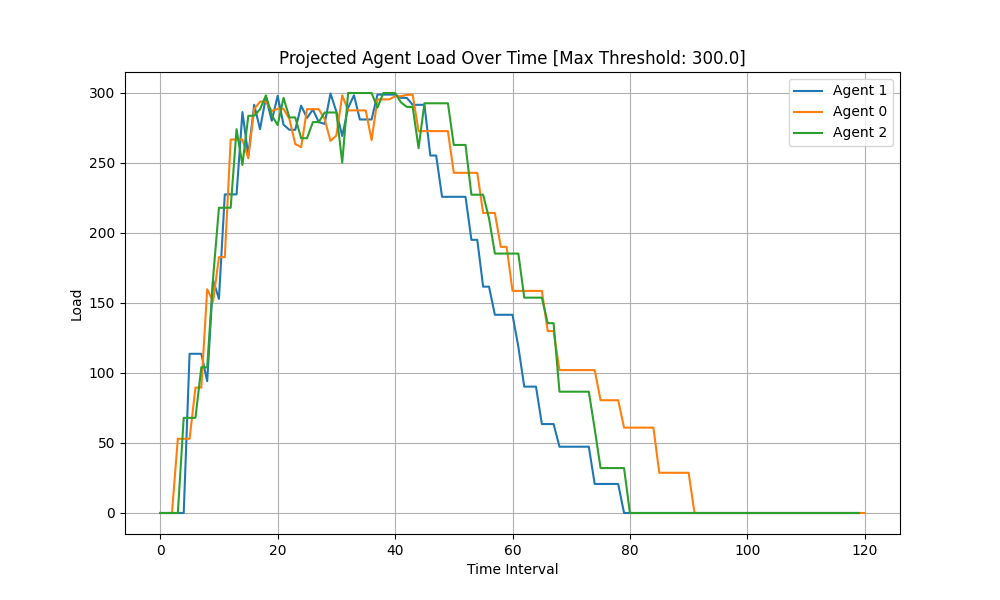 Projected Agent Load Over Time [Max Threshold: 300.0]
Agent 1
Agent 0
Agent 2
Load
300
250
200
150
100
50
0
0 20 40 60 80 100 120
Time Interval